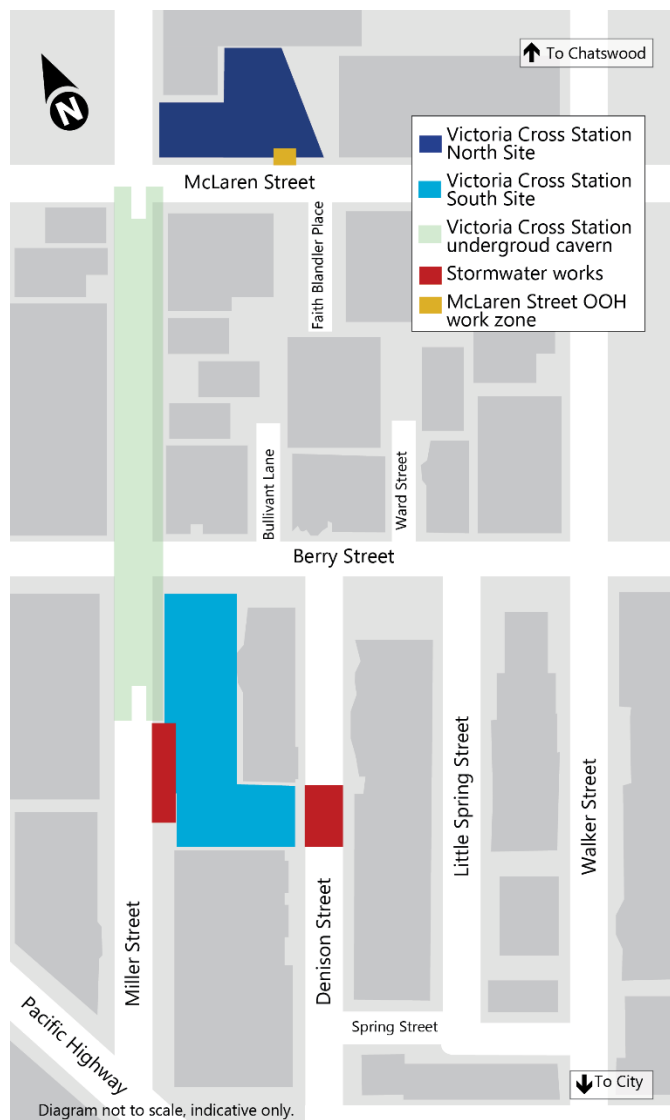 To Chatswood
N
Victoria Cross Station
North Site
Victoria Cross Station
South Site
Victoria Cross Station
undergroud cavern
Stormwater works
McLaren Street OOH
work zone
McLaren Street
Faith Blandler Place
Bullivant Lane
Ward Street
Berry Street
Miller Street
Denison Street
Little Spring Street
Walker Street
Spring Street
Pacific Highway
To City
Diagram not to scale, indicative only.